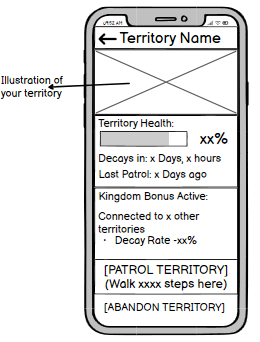 9:52 AM
Territory Name
Illustration of
your territory
Territory Health:
xx%
Decays in: x Days, x hours
Last Patrol: x Days ago
Kingdom Bonus Active:
Connected to x other
territories
· Decay Rate -xx%
[PATROL TERRITORY]
(Walk xxxx steps here)
[ABANDON TERRITORY]